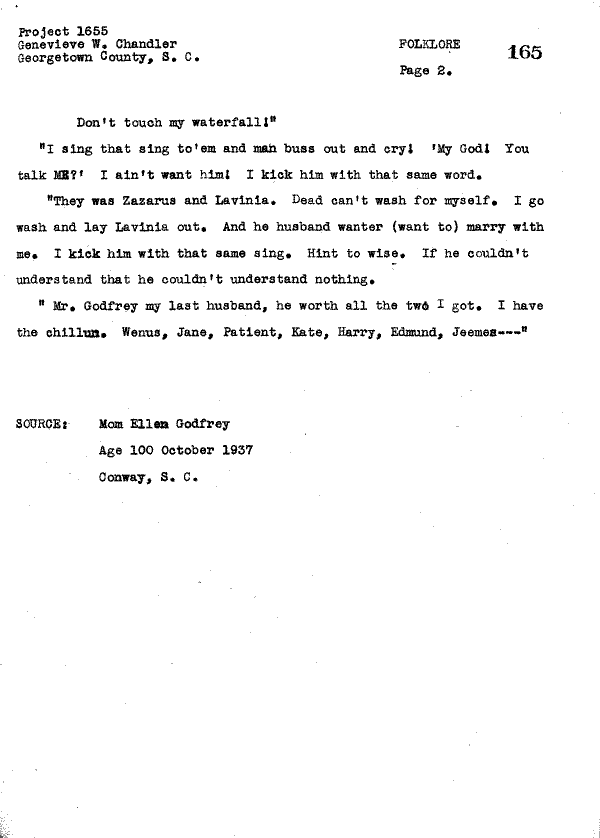 Project 1655
Genevieve W. Chandler
Georgetown County, S. C.
FOLKLORE
Page 2.
165
Don't touch my waterfall!"
"I sing that sing to'em and man buss out and cry! 'My God! You
talk ME?' I ain't want him! I kick him with that same word.
"They was Zazarus and Lavinia. Dead can't wash for myself. I go
wash and lay Lavinia out. And he husband wanter (want to) marry with
me. I kick him with that same sing. Hint to wise. If he couldn't
understand that he couldn't understand nothing.
" Mr. Godfrey my last husband, he worth all the two I got. I have
the chillun. Wenus, Jane, Patient, Kate, Harry, Edmund, Jeemes---"
SOURCE: Mom Ellen Godfrey
Age 100 October 1937
Conway, S. C.